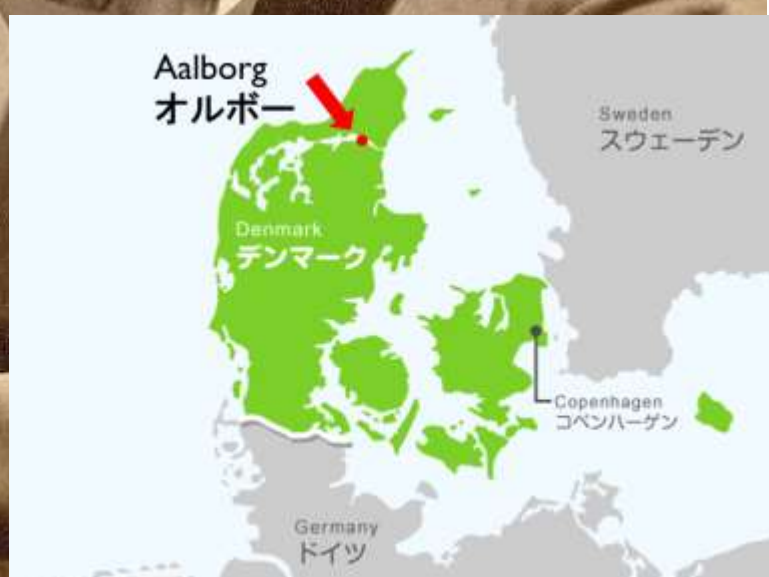 Aalborg
オルボー
Sweden
スウェーデン
Denmark
デンマーク
Copenhagen
コペンハーゲン
Germany
ドイツ